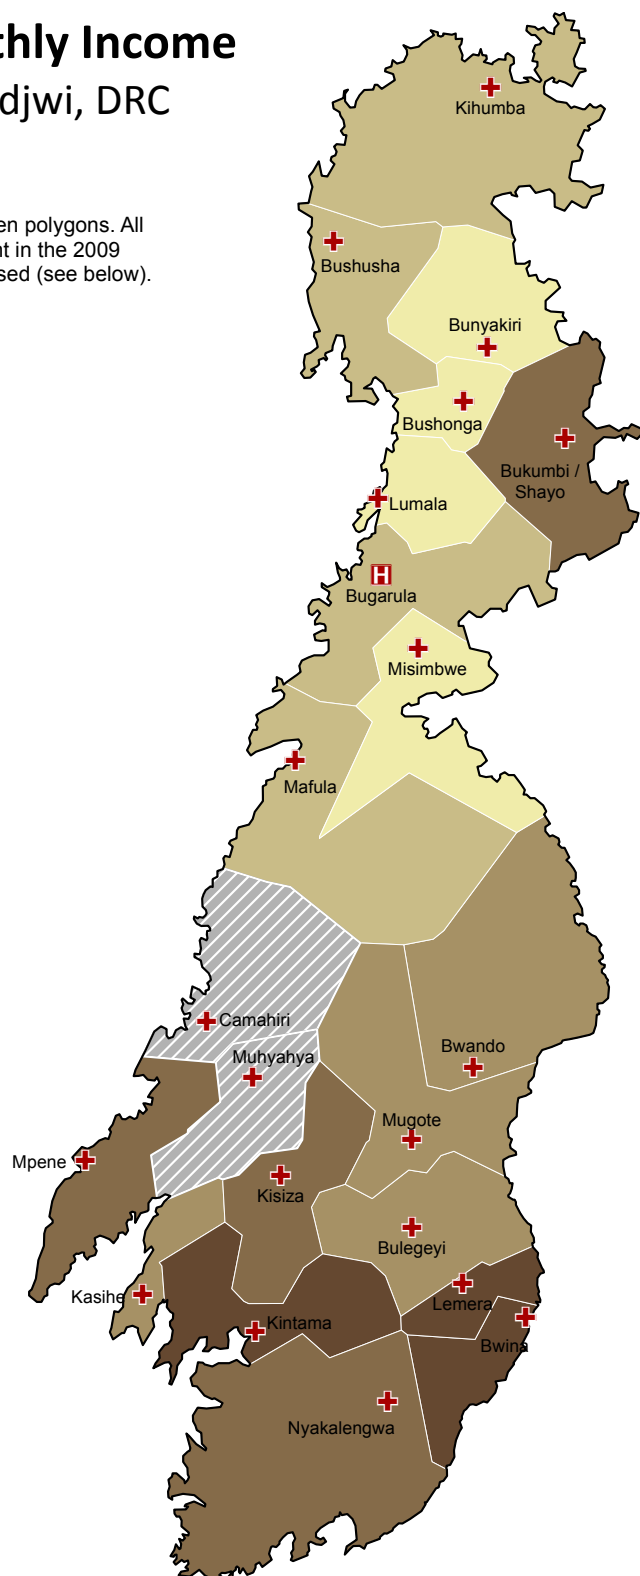 thly Income
djwi, DRC
en polygons. All
nt in the 2009
sed (see below).
Kihumba
Bushusha
Bunyakiri
Bushonga
Bukumbi /
Shayo
Lumala
H
Bugarula
Misimbwe
Mafula
Camahiri
Muhyahya
Bwando
Mugote
Mpene
Kisiza
Bulegeyi
Kasihe
Lemera
Kintama
Bwina
Nyakalengwa